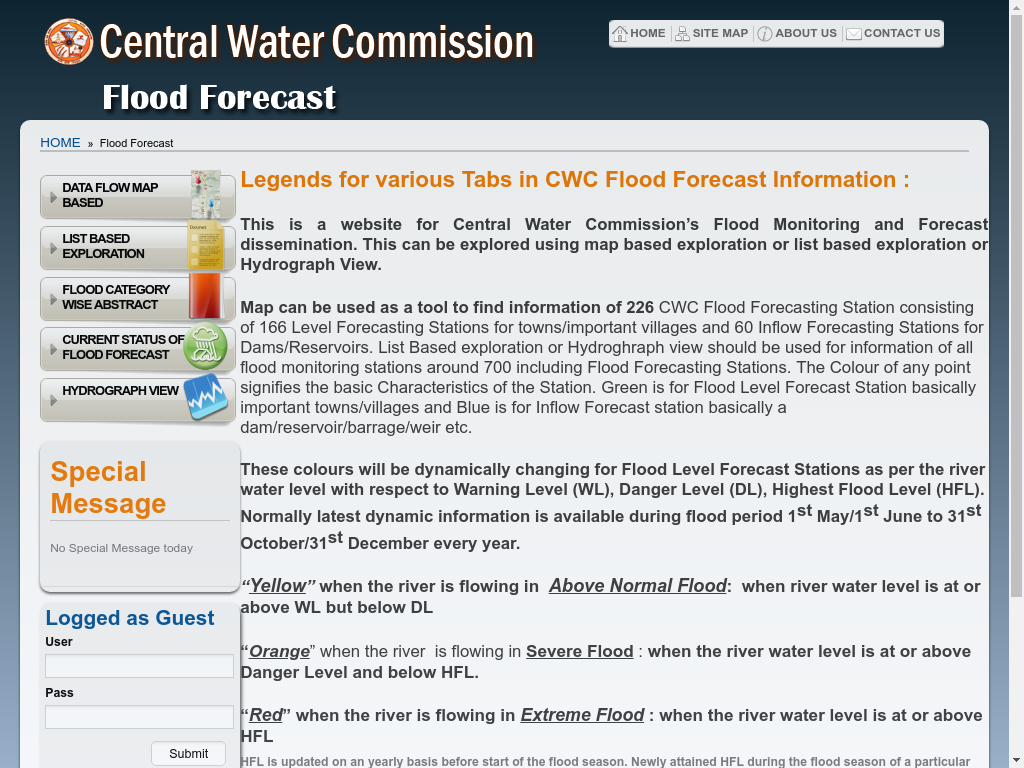 Central Water Commission
HOME
SITE MAP
ABOUT US
CONTACT US
Flood Forecast
HOME » Flood Forecast
DATA FLOW MAP
BASED
LIST BASED
EXPLORATION
FLOOD CATEGORY
WISE ABSTRACT
CURRENT STATUS OF
FLOOD FORECAST
HYDROGRAPH VIEW
Special
Message
No Special Message today
Logged as Guest
User
Pass
Submit
Legends for various Tabs in CWC Flood Forecast Information :
This is a website for Central Water Commission’s Flood Monitoring and Forecast
dissemination. This can be explored using map based exploration or list based exploration or
Hydrograph View.
Map can be used as a tool to find information of 226 CWC Flood Forecasting Station consisting
of 166 Level Forecasting Stations for towns/important villages and 60 Inflow Forecasting Stations for
Dams/Reservoirs. List Based exploration or Hydroghraph view should be used for information of all
flood monitoring stations around 700 including Flood Forecasting Stations. The Colour of any point
signifies the basic Characteristics of the Station. Green is for Flood Level Forecast Station basically
important towns/villages and Blue is for Inflow Forecast station basically a
dam/reservoir/barrage/weir etc.
These colours will be dynamically changing for Flood Level Forecast Stations as per the river
water level with respect to Warning Level (WL), Danger Level (DL), Highest Flood Level (HFL).
Normally latest dynamic information is available during flood period 1st May/1st June to 31st
October/31st December every year.
“Yellow” when the river is flowing in Above Normal Flood: when river water level is at or
above WL but below DL
“Orange” when the river is flowing in Severe Flood : when the river water level is at or above
Danger Level and below HFL.
“Red” when the river is flowing in Extreme Flood : when the river water level is at or above
HFL
HFL is updated on an yearly basis before start of the flood season. Newly attained HFL during the flood season of a particular